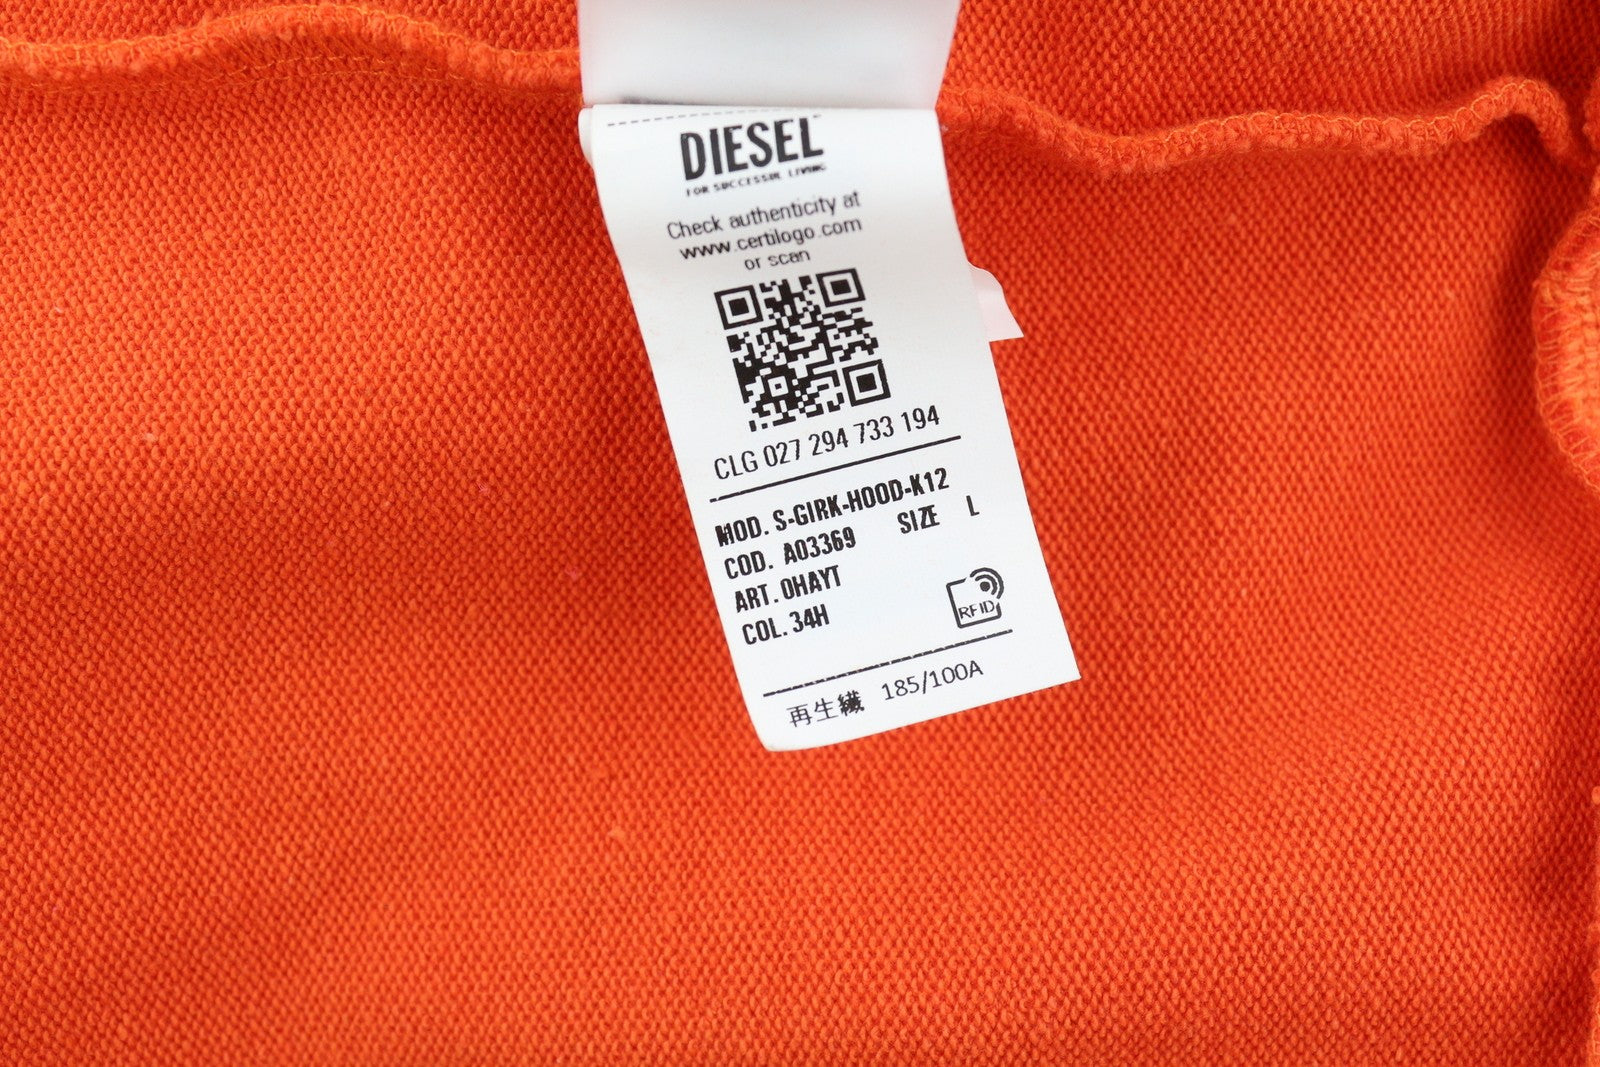 DIESEL
FOR SUCCESSFUL LIVING
Check authenticity at
www.certilogo.com
or scan
CLG 027 294 733 194
MOD. S-GIRK-HOOD-K12
COD. A03369 SIZE L
ART. 0HAYT
COL. 34H
RFID
再生纖 185/100A